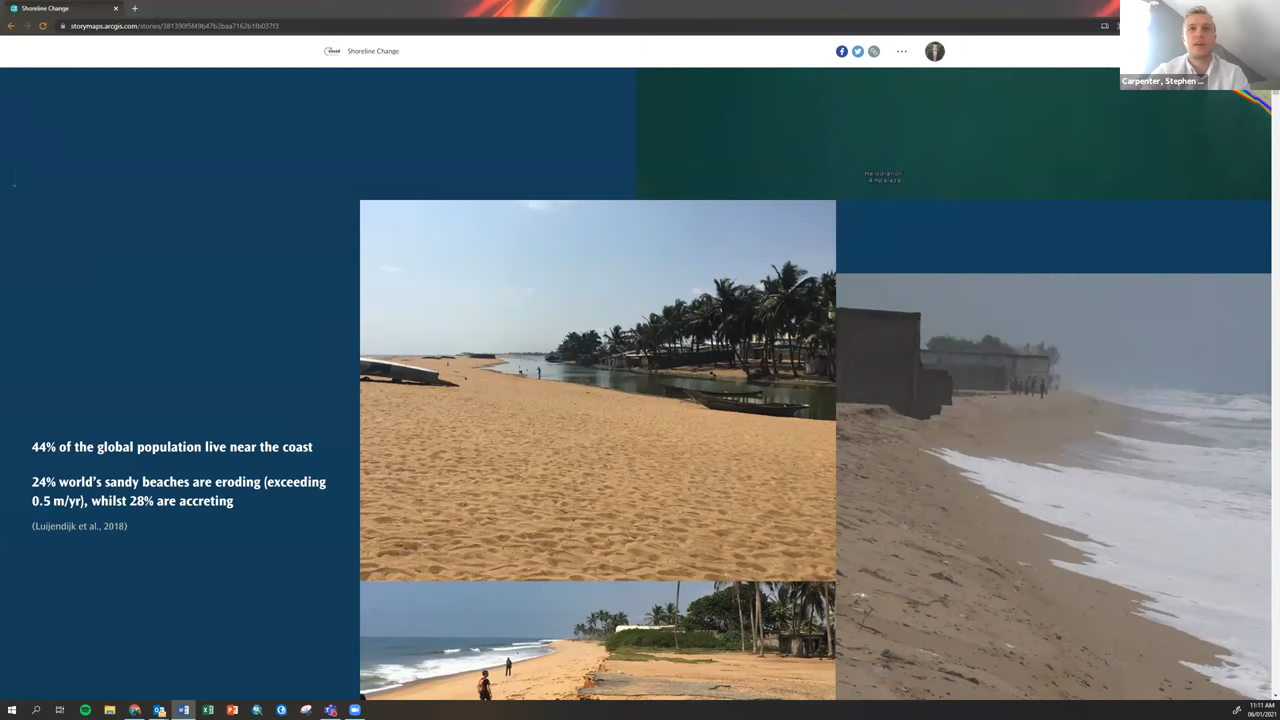 Shoreline Change
storymaps.arcgis.com/stories/381390f5f49b47b2baa7162b1fb037f3
Shoreline Change
Carpenter, Stephen ...
44% of the global population live near the coast
24% world's sandy beaches are eroding (exceeding
0.5 m/yr), whilst 28% are accreting
(Luijendijk et al., 2018)
11:11 AM
06/01/2021